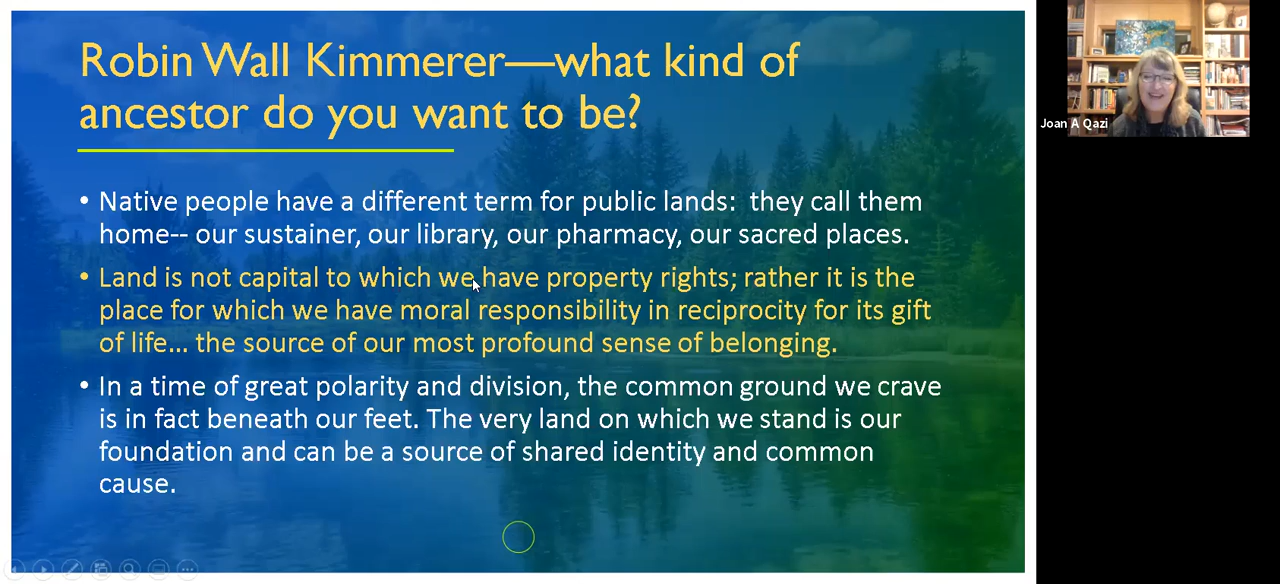 Robin Wall Kimmerer—what kind of
ancestor do you want to be?
• Native people have a different term for public lands:  they call them
home-- our sustainer, our library, our pharmacy, our sacred places.
• Land is not capital to which we have property rights; rather it is the
place for which we have moral responsibility in reciprocity for its gift
of life... the source of our most profound sense of belonging.
• In a time of great polarity and division, the common ground we crave
is in fact beneath our feet. The very land on which we stand is our
foundation and can be a source of shared identity and common
cause.
Joan A Qazi